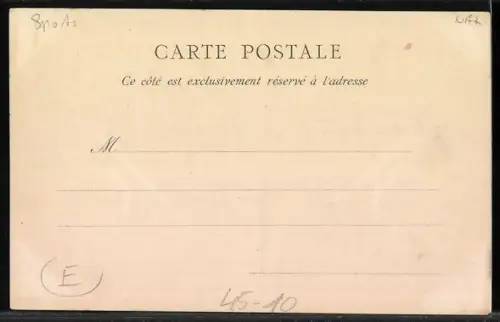 Sports
CARTE POSTALE
Ce côté est exclusivement réservé à l'adresse
M
E
45-10